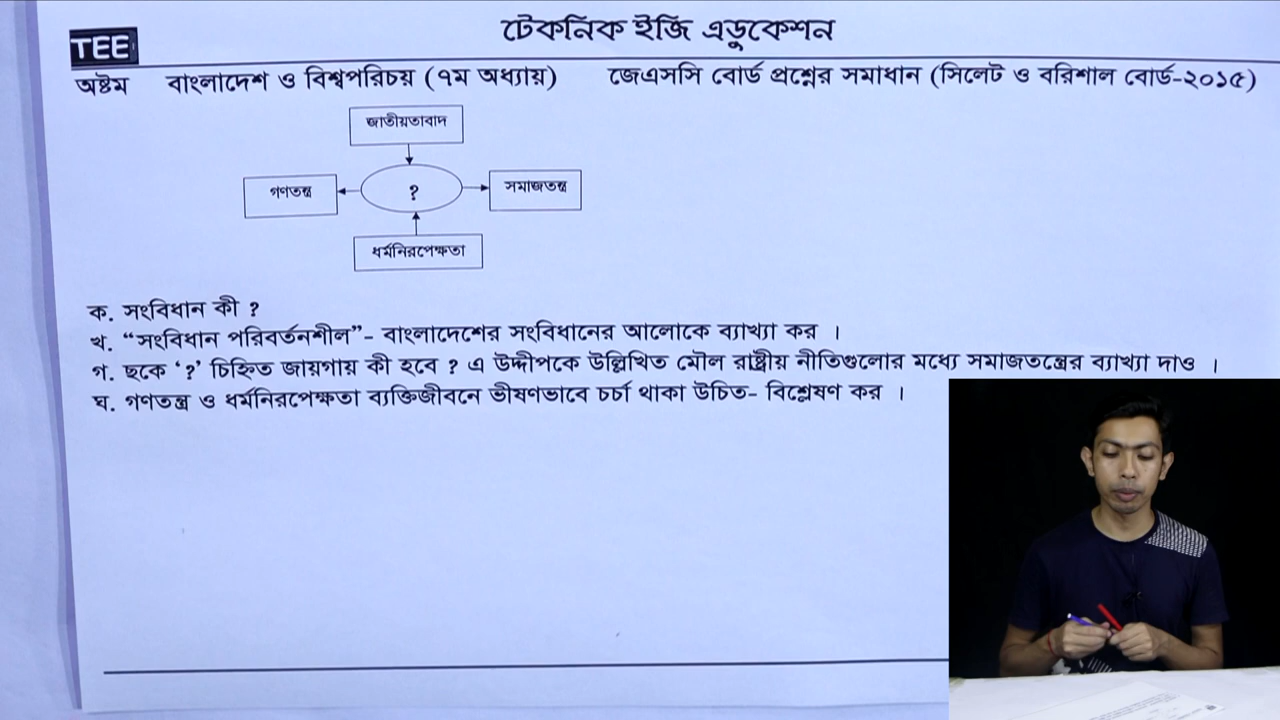 টেকনিক ইজি এডুকেশন
TEE
অষ্টম বাংলাদেশ ও বিশ্বপরিচয় (৭ম অধ্যায়) জেএসসি বোর্ড প্রশ্নের সমাধান (সিলেট ও বরিশাল বোর্ড-২০১৫)
জাতীয়তাবাদ
গণতন্ত্র ? সমাজতন্ত্র
ধর্মনিরপেক্ষতা
ক. সংবিধান কী ?
খ. “সংবিধান পরিবর্তনশীল”- বাংলাদেশের সংবিধানের আলোকে ব্যাখ্যা কর ।
গ. ছকে ‘?’ চিহ্নিত জায়গায় কী হবে ? এ উদ্দীপকে উল্লিখিত মৌল রাষ্ট্রীয় নীতিগুলোর মধ্যে সমাজতন্ত্রের ব্যাখ্যা দাও ।
ঘ. গণতন্ত্র ও ধর্মনিরপেক্ষতা ব্যক্তিজীবনে ভীষণভাবে চর্চা থাকা উচিত- বিশ্লেষণ কর ।